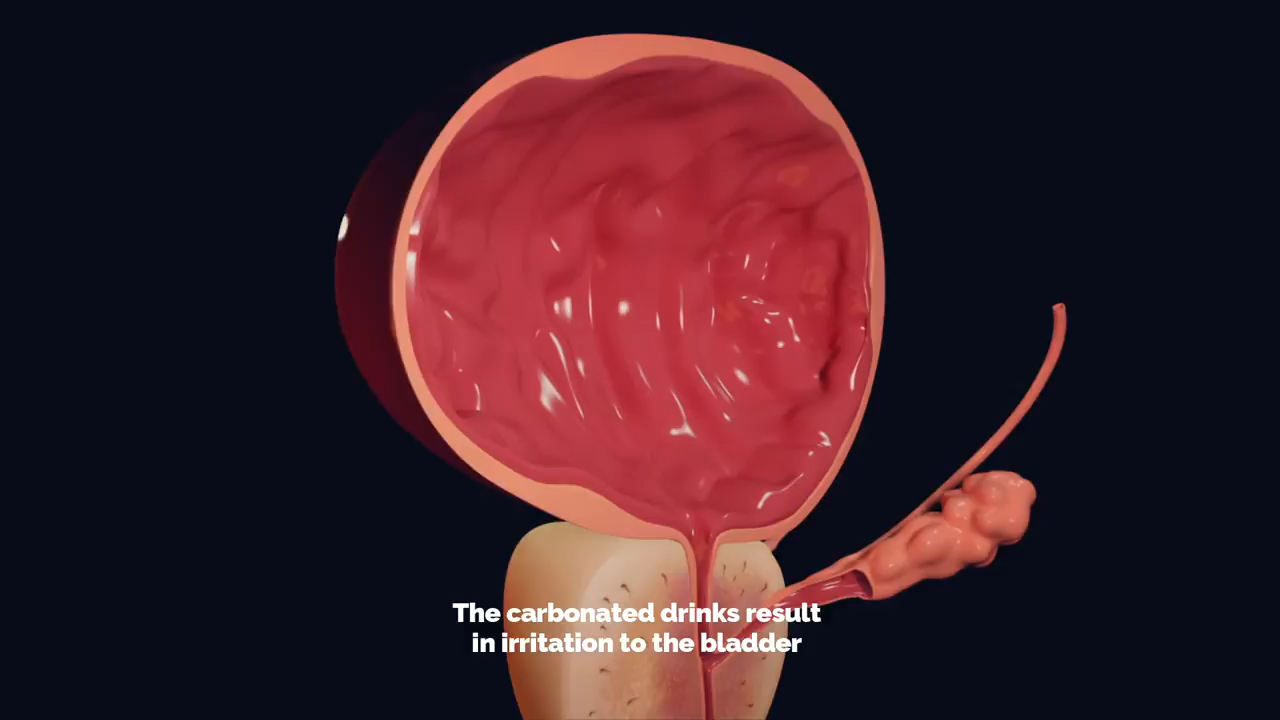 The carbonated drinks result
in irritation to the bladder